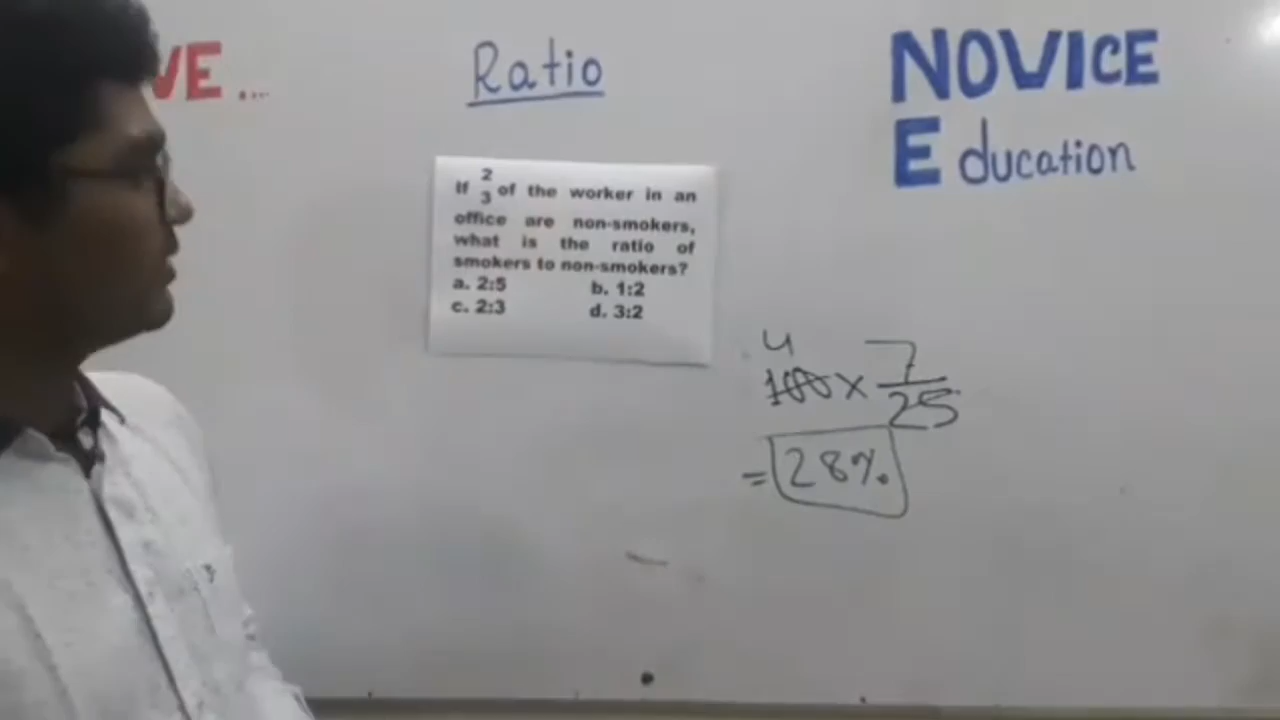 VE...
Ratio
NOVICE
Education
If 2/3 of the worker in an
office are non-smokers,
what is the ratio of
smokers to non-smokers?
a. 2:5 b. 1:2
c. 2:3 d. 3:2
4
100 x 7/25
= 28%